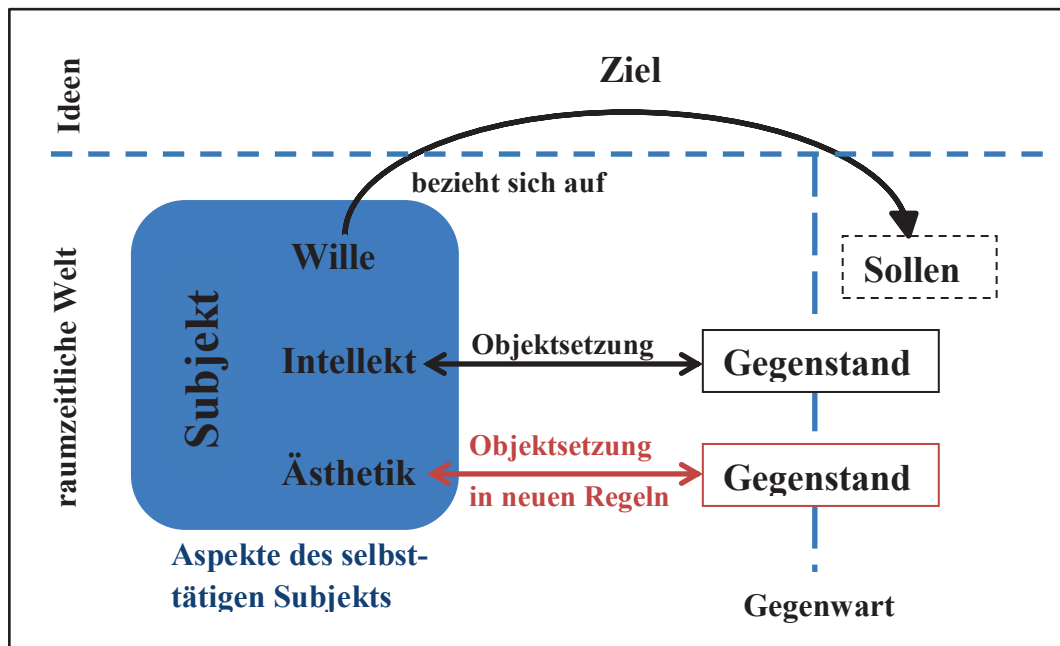 Ideen
Ziel
bezieht sich auf
raumzeitliche Welt
Subjekt
Wille
Sollen
Intellekt
Objektsetzung
Gegenstand
Ästhetik
Objektsetzung
in neuen Regeln
Gegenstand
Aspekte des selbst-
tätigen Subjekts
Gegenwart